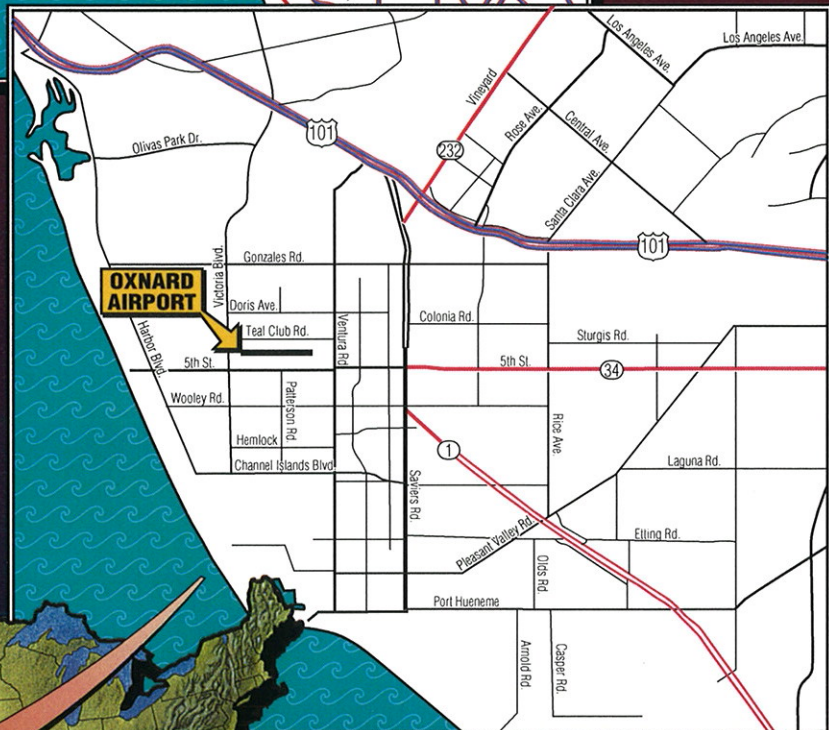 Los Angeles Ave.
Los Angeles Ave.
Vineyard
Rose Ave.
Central Ave.
101
232
Olivas Park Dr.
Santa Clara Ave.
101
Gonzales Rd.
Victoria Blvd.
OXNARD
AIRPORT
Doris Ave.
Colonia Rd.
Teal Club Rd.
Ventura Rd
Sturgis Rd.
Harbor Blvd.
5th St.
5th St.
34
Wooley Rd.
Patterson Rd.
Rice Ave.
Hemlock
1
Channel Islands Blvd
Laguna Rd.
Saviers Rd.
Pleasant Valley Rd.
Etting Rd.
Olds Rd.
Port Hueneme
Arnold Rd.
Casper Rd.